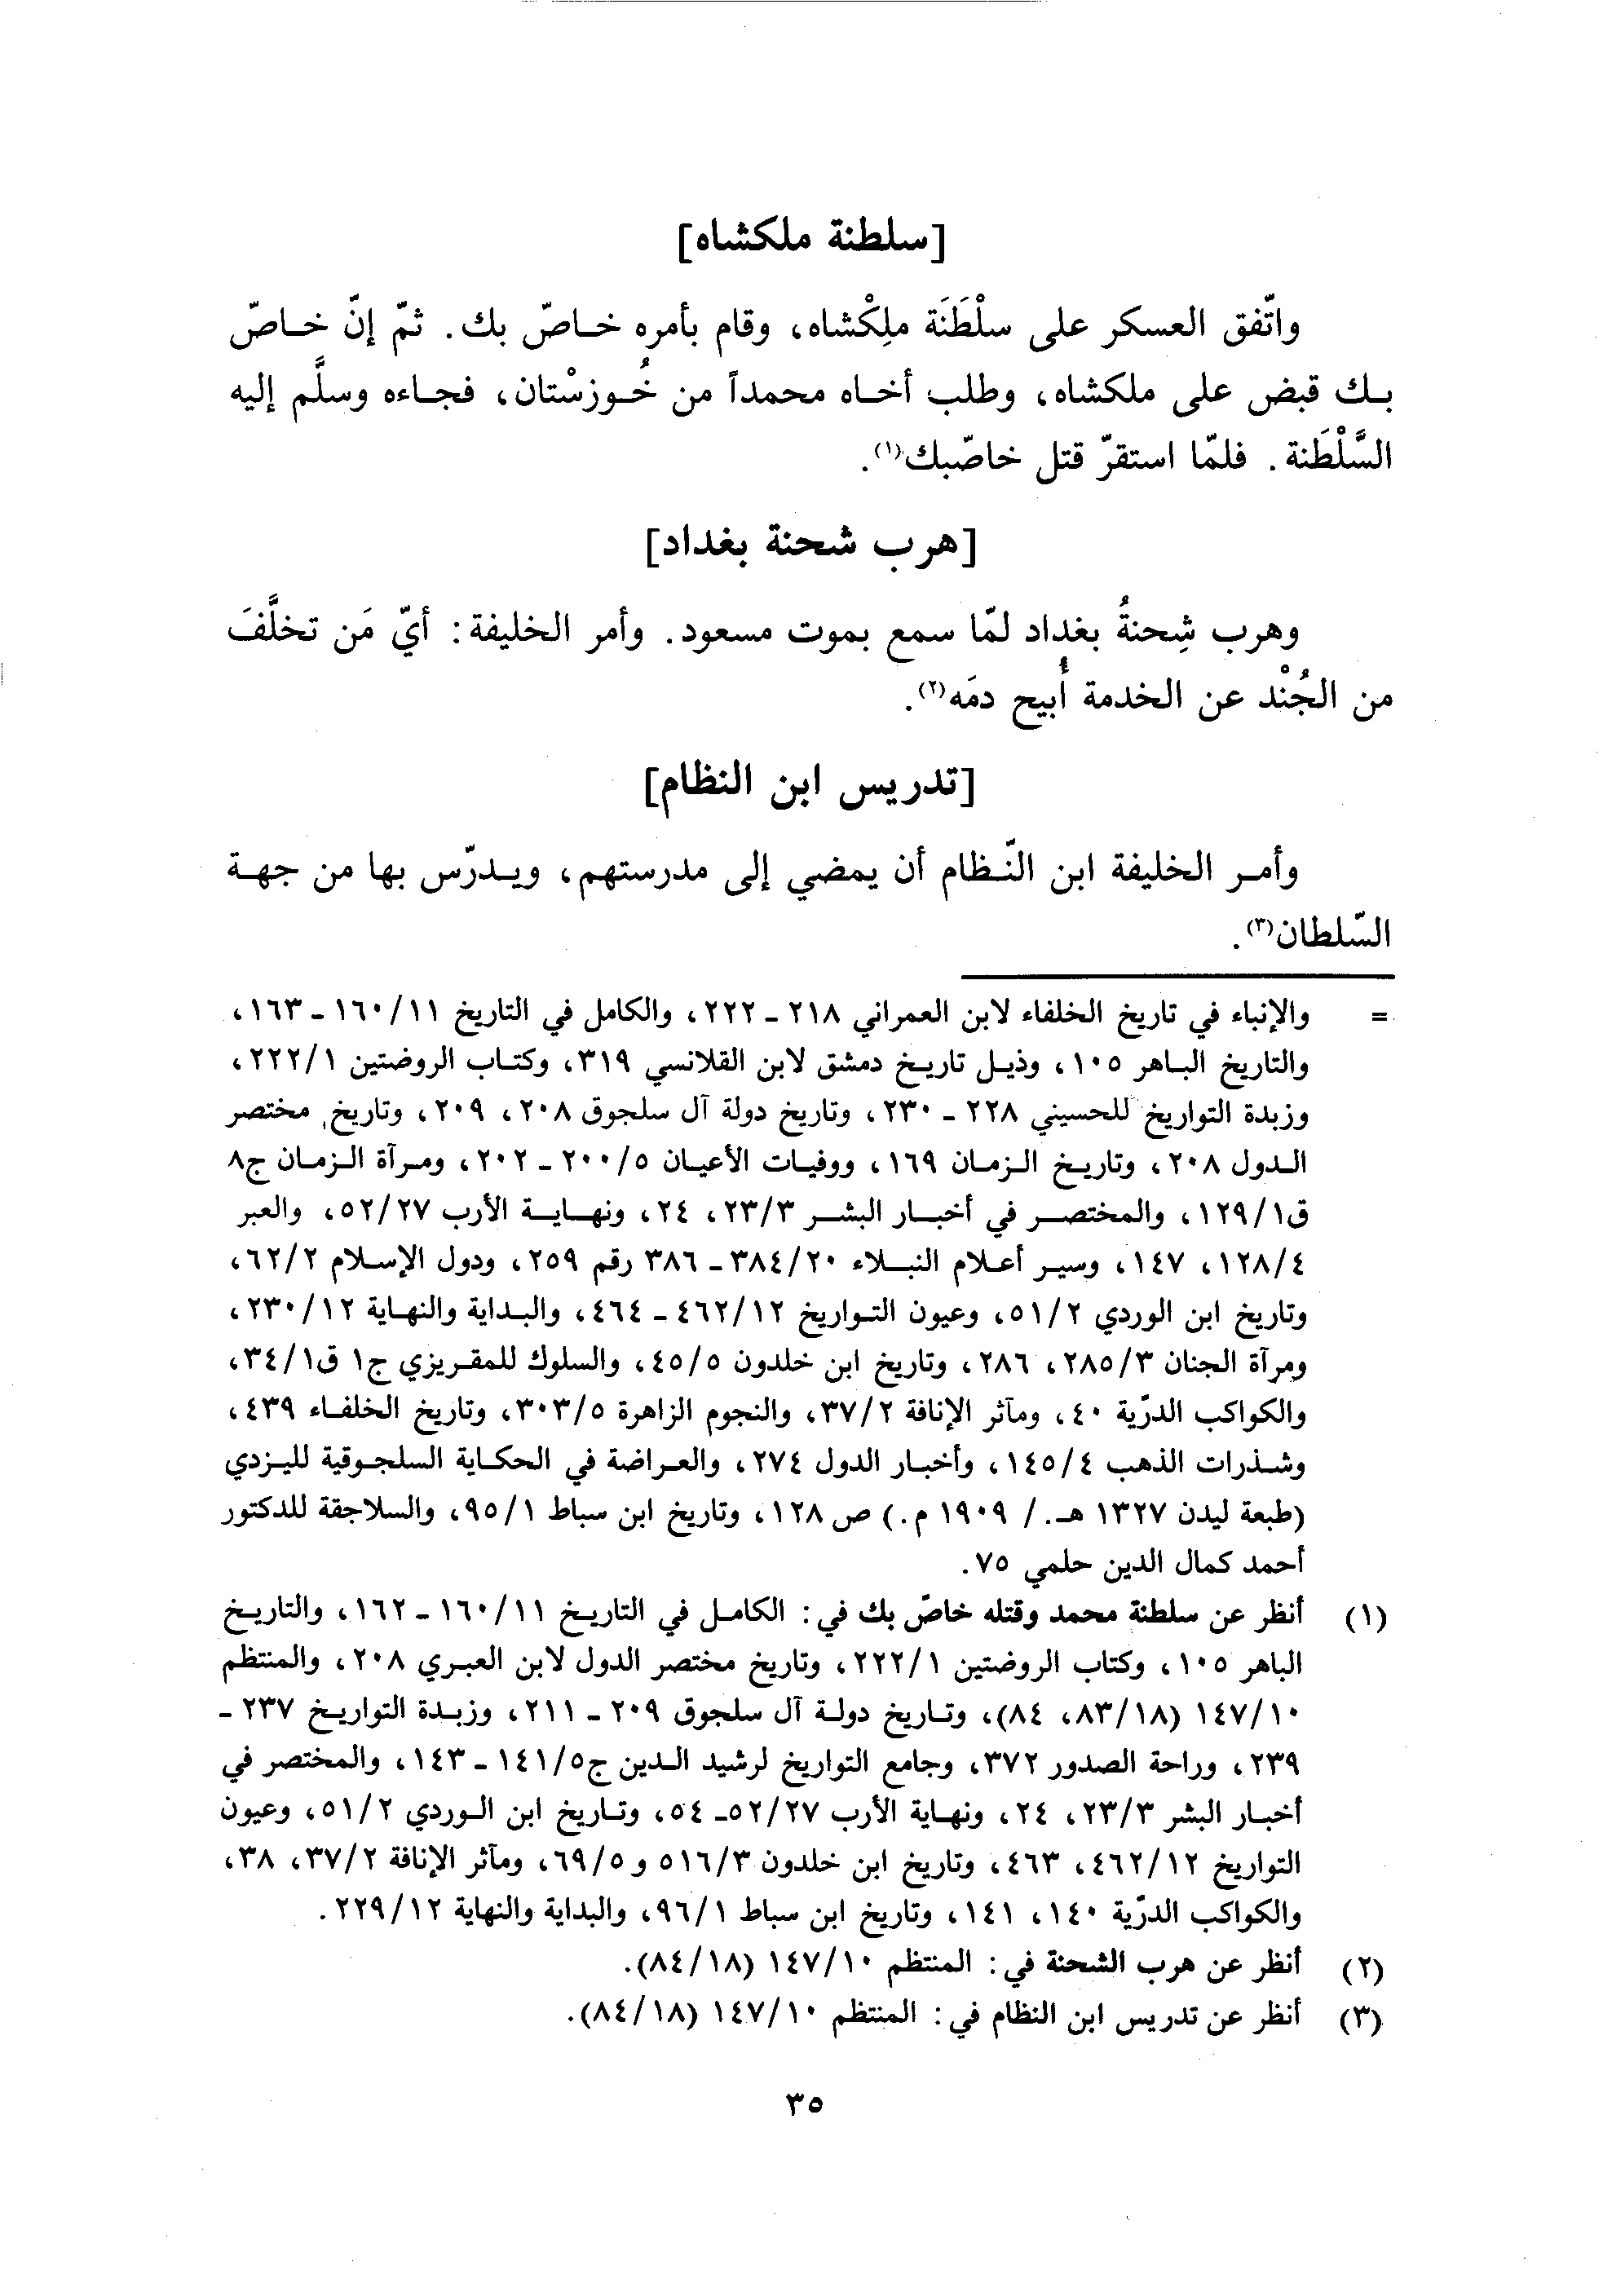 [سلطنة ملكشاه]
واتّفق العسكر على سلْطَنَة ملِكْشاه، وقام بأمره خاصّ بك. ثمّ إنّ خاصّ
بك قبض على ملكشاه، وطلب أخاه محمداً من خُوزسْتان، فجاءه وسلَّم إليه
السَّلْطَنة. فلمّا استقرّ قتل خاصّبك(١).
[هرب شحنة بغداد]
وهرب شِحنةُ بغداد لمّا سمع بموت مسعود. وأمر الخليفة: أيّ مَن تخلَّفَ
من الجُنْد عن الخدمة أُبيح دمَه(٢).
[تدريس ابن النظام]
وأمر الخليفة ابن النّظام أن يمضي إلى مدرستهم، ويدرّس بها من جهة
السّلطان(٣).
= والإنباء في تاريخ الخلفاء لابن العمراني ٢١٨ - ٢٢٢، والكامل في التاريخ ١١/ ١٦٠ - ١٦٣،
والتاريخ الباهر ١٠٥، وذيل تاريخ دمشق لابن القلانسي ٣١٩، وكتاب الروضتين ١/ ٢٢٢،
وزبدة التواريخ للحسيني ٢٢٨ - ٢٣٠، وتاريخ دولة آل سلجوق ٢٠٨، ٢٠٩، وتاريخ مختصر
الدول ٢٠٨، وتاريخ الزمان ١٦٩، ووفيات الأعيان ٥/ ٢٠٠ - ٢٠٢، ومرآة الزمان ج٨
ق١/ ١٢٩، والمختصر في أخبار البشر ٣/ ٢٣، ٢٤، ونهاية الأرب ٢٧/ ٥٢، والعبر
٤/ ١٢٨، ١٤٧، وسير أعلام النبلاء ٢٠/ ٣٨٤ - ٣٨٦ رقم ٢٥٩، ودول الإسلام ٢/ ٦٢،
وتاريخ ابن الوردي ٢/ ٥١، وعيون التواريخ ١٢/ ٤٦٢ - ٤٦٤، والبداية والنهاية ١٢/ ٢٣٠،
ومرآة الجنان ٣/ ٢٨٥، ٢٨٦، وتاريخ ابن خلدون ٥/ ٤٥، والسلوك للمقريزي ج١ ق١/ ٣٤،
والكواكب الدرّية ٤٠، ومآثر الإنافة ٢/ ٣٧، والنجوم الزاهرة ٥/ ٣٠٣، وتاريخ الخلفاء ٤٣٩،
وشذرات الذهب ٤/ ١٤٥، وأخبار الدول ٢٧٤، والعراضة في الحكاية السلجوقية لليزدي
(طبعة ليدن ١٣٢٧ هـ. / ١٩٠٩ م.) ص ١٢٨، وتاريخ ابن سباط ١/ ٩٥، والسلاجقة للدكتور
أحمد كمال الدين حلمي ٧٥.
(١) أنظر عن سلطنة محمد وقتله خاصّ بك في: الكامل في التاريخ ١١/ ١٦٠ - ١٦٢، والتاريخ
الباهر ١٠٥، وكتاب الروضتين ١/ ٢٢٢، وتاريخ مختصر الدول لابن العبري ٢٠٨، والمنتظم
١٠/ ١٤٧ (١٨/ ٨٣، ٨٤)، وتاريخ دولة آل سلجوق ٢٠٩ - ٢١١، وزبدة التواريخ ٢٣٧ -
٢٣٩، وراحة الصدور ٣٧٢، وجامع التواريخ لرشيد الدين ج٥/ ١٤١ - ١٤٣، والمختصر في
أخبار البشر ٣/ ٢٣، ٢٤، ونهاية الأرب ٢٧/ ٥٢- ٥٤، وتاريخ ابن الوردي ٢/ ٥١، وعيون
التواريخ ١٢/ ٤٦٢، ٤٦٣، وتاريخ ابن خلدون ٣/ ٥١٦ و٥/ ٦٩، ومآثر الإنافة ٢/ ٣٧، ٣٨،
والكواكب الدرّية ١٤٠، ١٤١، وتاريخ ابن سباط ١/ ٩٦، والبداية والنهاية ١٢/ ٢٢٩.
(٢) أنظر عن هرب الشحنة في: المنتظم ١٠/ ١٤٧ (١٨/ ٨٤).
(٣) أنظر عن تدريس ابن النظام في: المنتظم ١٠/ ١٤٧ (١٨/ ٨٤).
٣٥